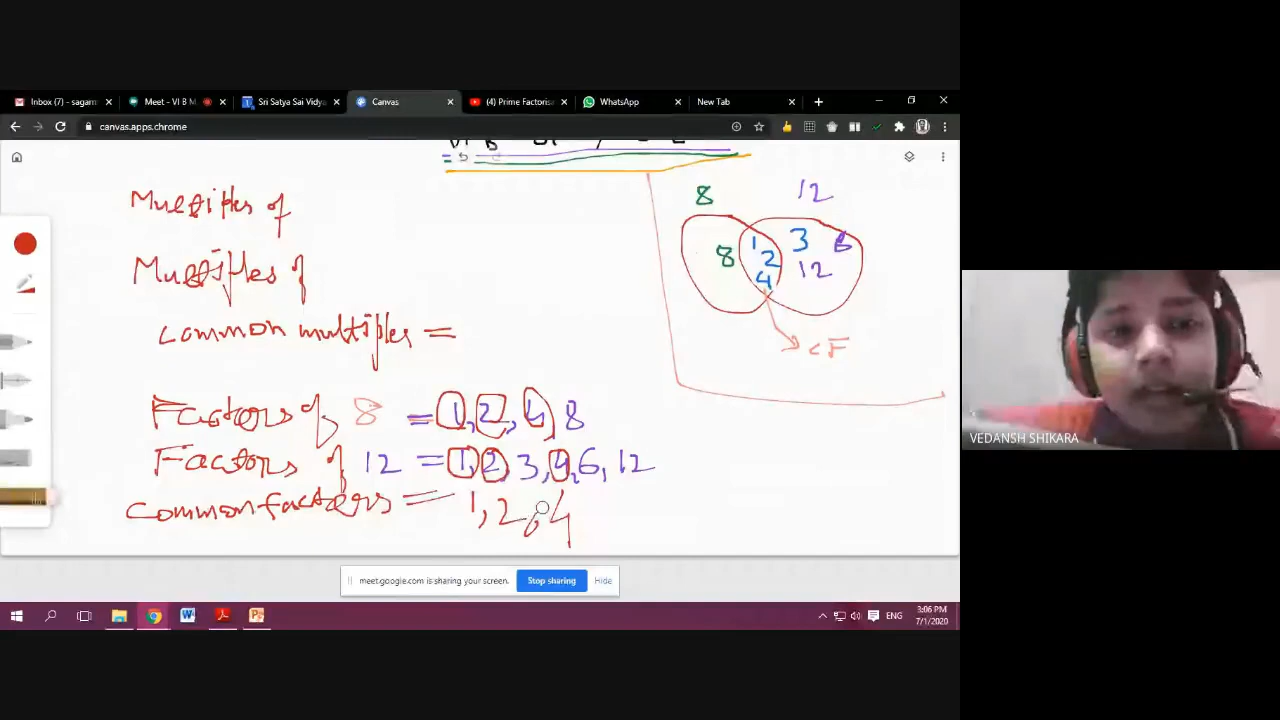 Inbox (7) - sagam
Meet - VI B M
Sri Satya Sai Vidya
Canvas
(4) Prime Factoris
WhatsApp
New Tab
canvas.apps.chrome
Multiples of
Multiples of
common multiples =
Factors of 8 = 1, 2, 4, 8
Factors of 12 = 1, 2, 3, 4, 6, 12
Common factors = 1, 2, 4
8 12
8 1 2 4 3 6 12
CF
VEDANSH SHIKARA
meet.google.com is sharing your screen.
Stop sharing
Hide
ENG
3:06 PM
7/1/2020